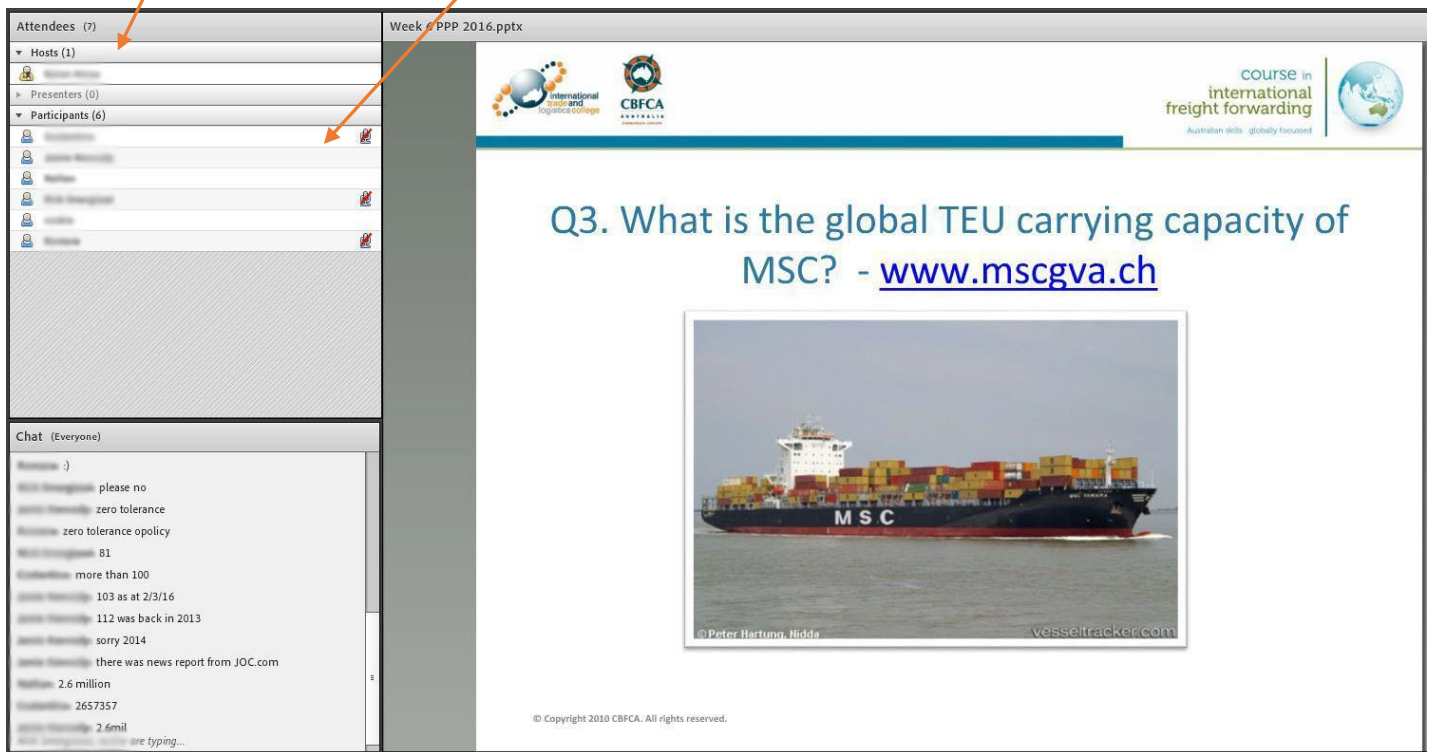 Attendees (7)
Hosts (1)
Presenters (0)
Participants (6)
Chat (Everyone)
:)
please no
zero tolerance
zero tolerance opolicy
81
more than 100
103 as at 2/3/16
112 was back in 2013
sorry 2014
there was news report from JOC.com
2.6 million
2657357
2.6mil
are typing...
Week 6 PPP 2016.pptx
international
trade and
logistics college
CBFCA
AUSTRALIA
course in
international
freight forwarding
Australian skills globally focussed
Q3. What is the global TEU carrying capacity of
MSC? - www.mscgva.ch
MSC
© Peter Hartung, Nidda
vesseltracker.com
© Copyright 2010 CBFCA. All rights reserved.